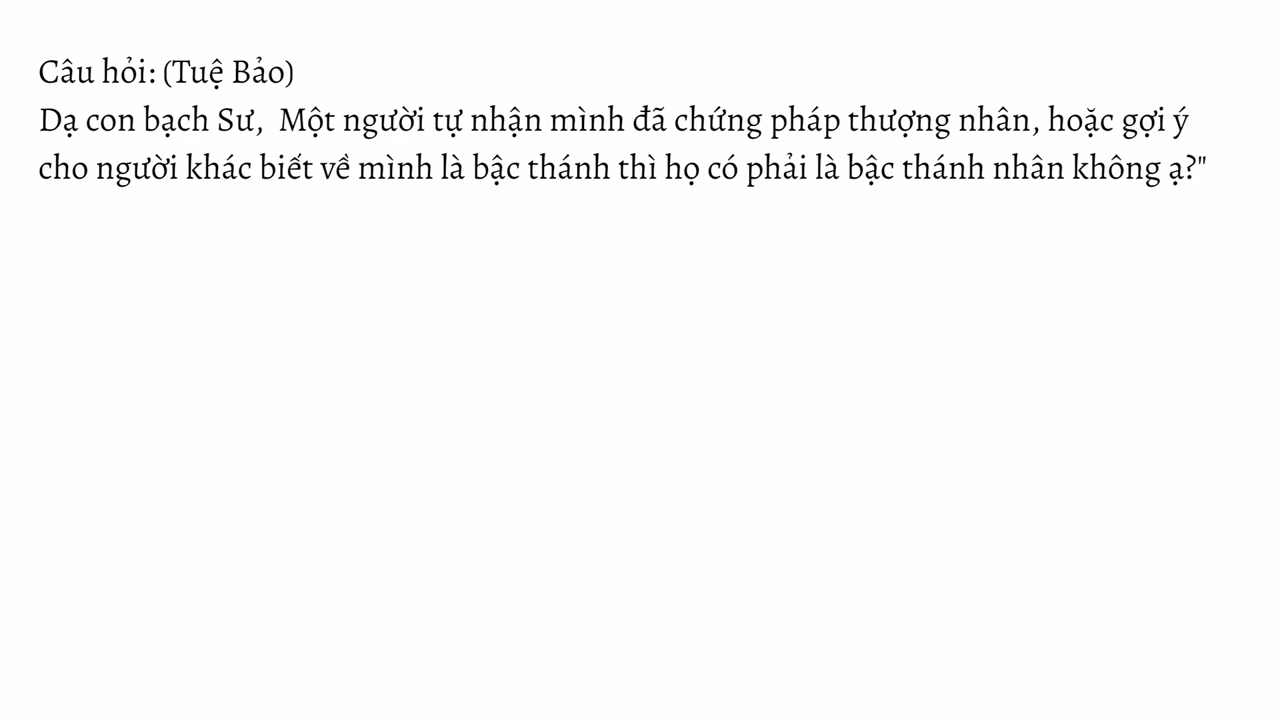 Câu hỏi: (Tuệ Bảo)
Dạ con bạch Sư,  Một người tự nhận mình đã chứng pháp thượng nhân, hoặc gợi ý
cho người khác biết về mình là bậc thánh thì họ có phải là bậc thánh nhân không ạ?"